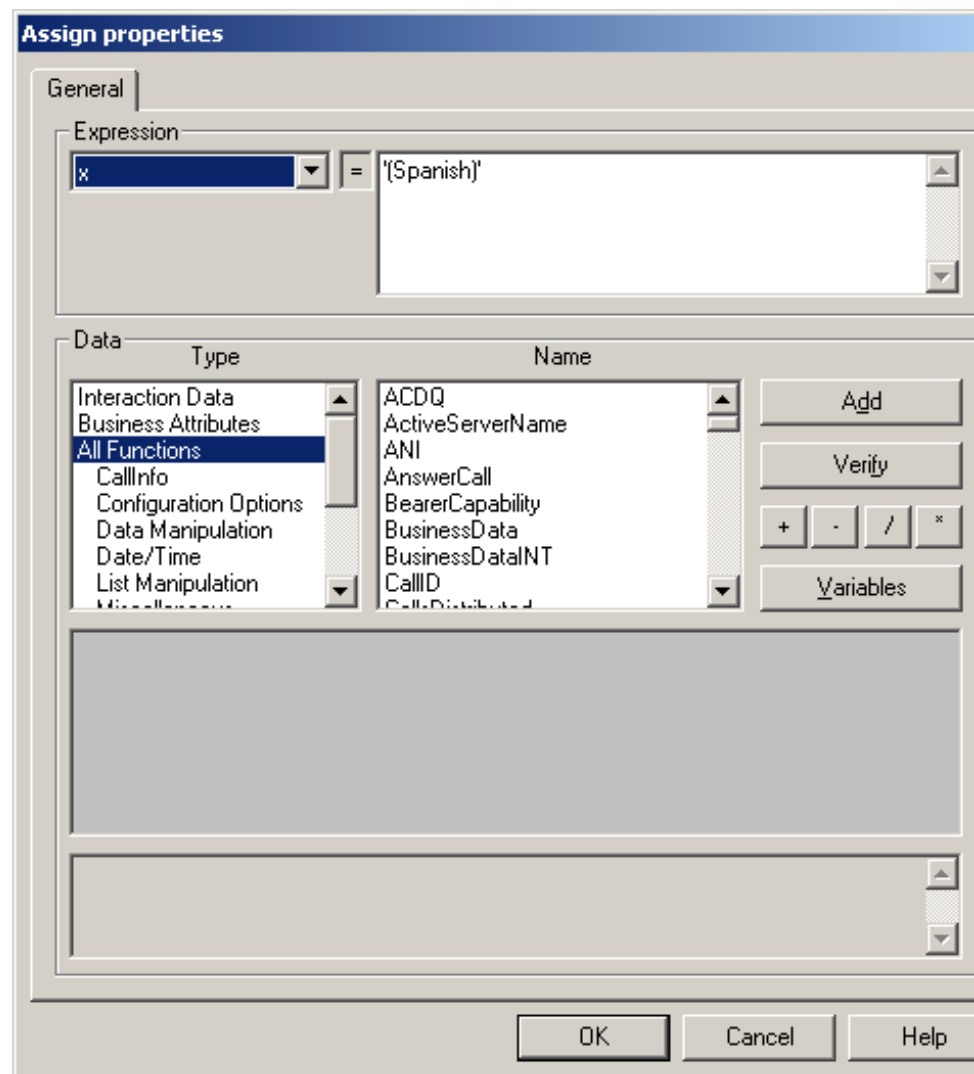 Assign properties
General
Expression
x = '(Spanish)'
Data
Type Name
Interaction Data
Business Attributes
All Functions
CallInfo
Configuration Options
Data Manipulation
Date/Time
List Manipulation
ACDQ
ActiveServerName
ANI
AnswerCall
BearerCapability
BusinessData
BusinessDataINT
CallID
Add
Verify
+ - / *
Variables
OK Cancel Help